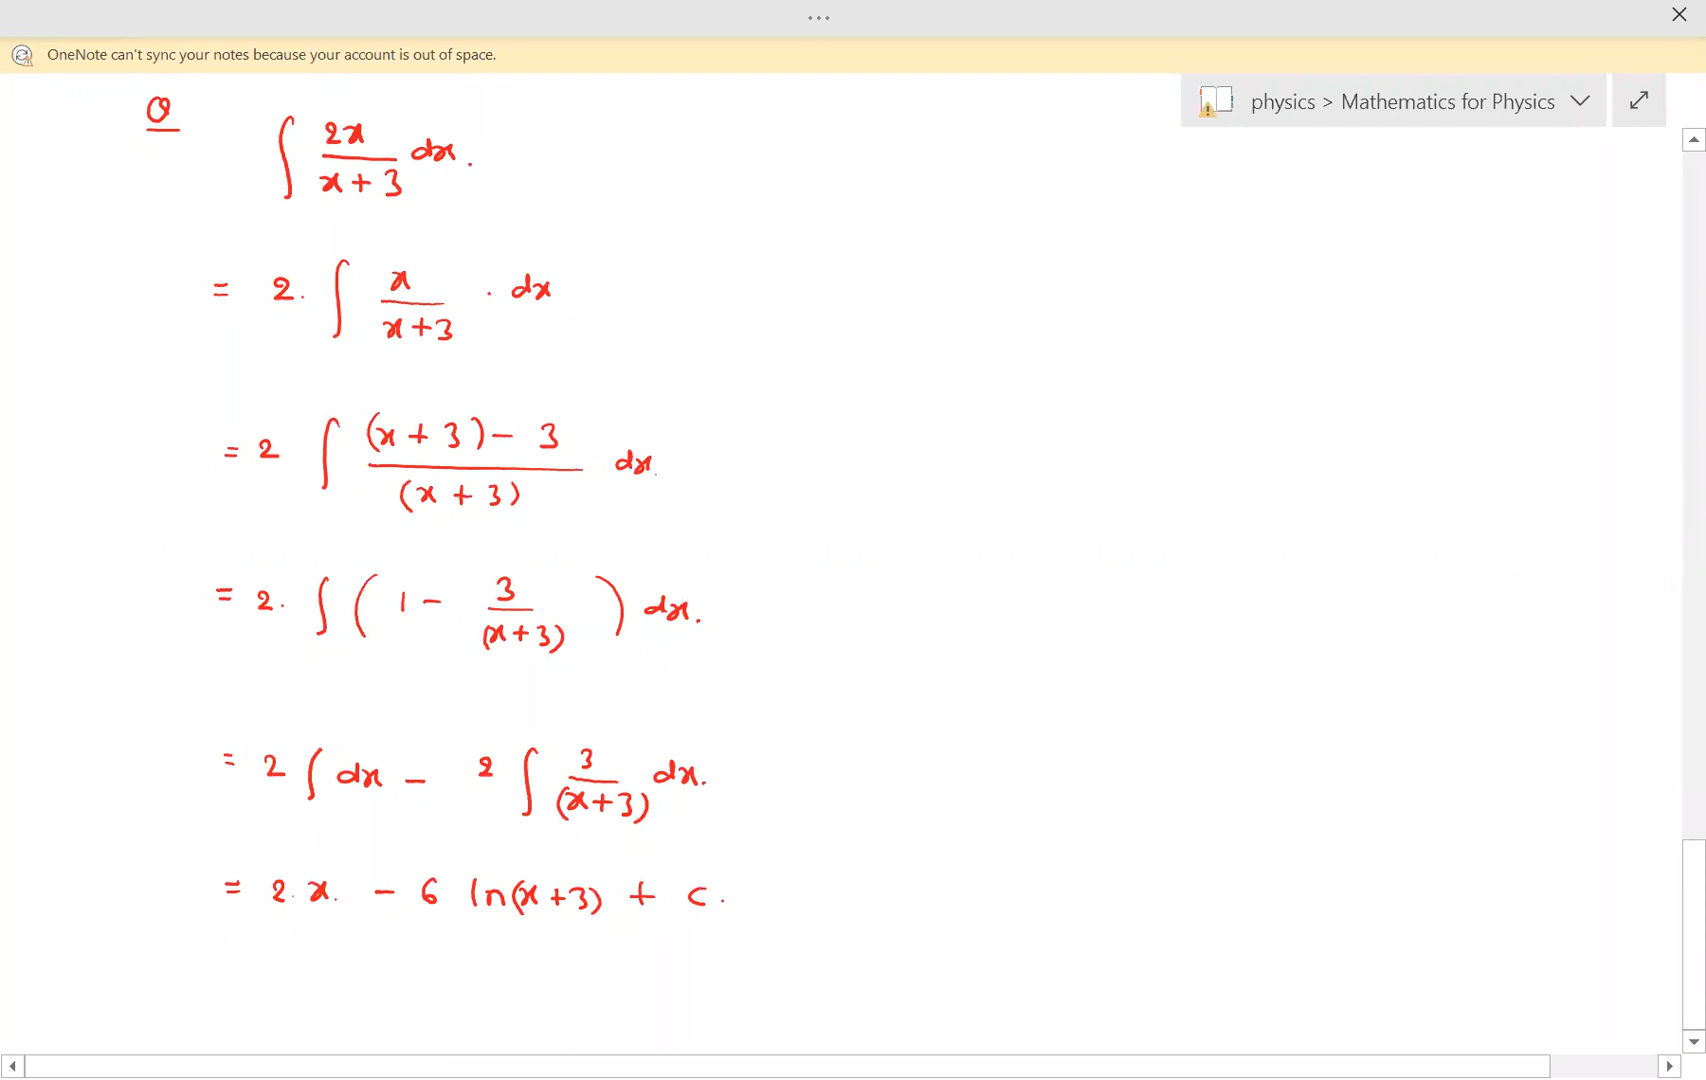 OneNote can't sync your notes because your account is out of space.
physics > Mathematics for Physics
Q
∫ 2x/(x+3) dx.
= 2. ∫ x/(x+3) . dx
= 2 ∫ ((x+3)-3)/(x+3) dx.
= 2. ∫ (1 - 3/(x+3)) dx.
= 2 ∫ dx - 2 ∫ 3/(x+3) dx.
= 2.x. - 6 ln(x+3) + c.